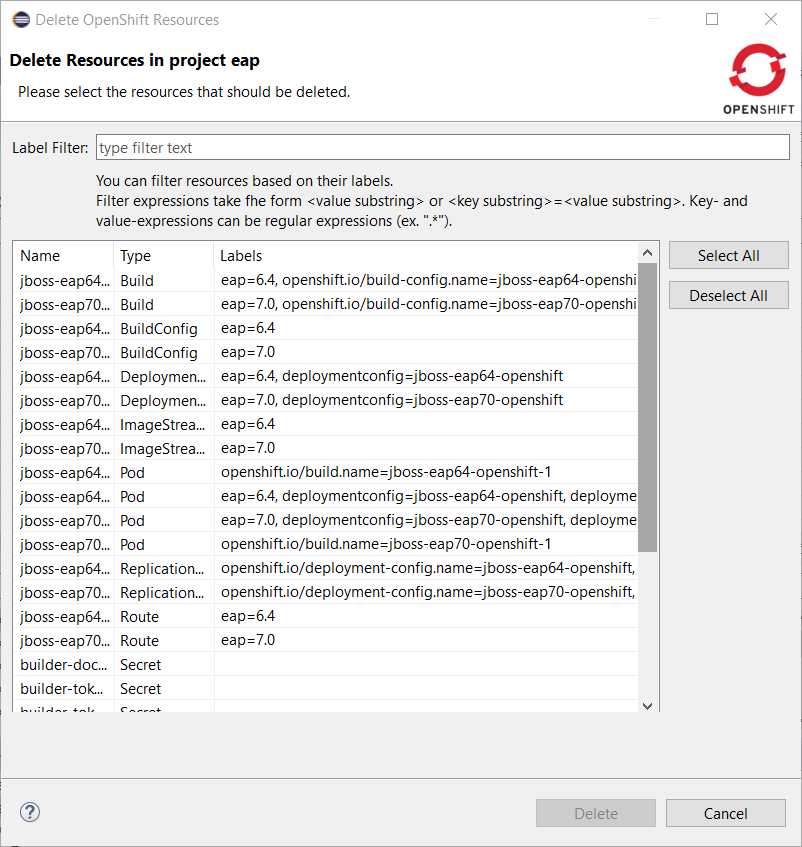 Delete OpenShift Resources
Delete Resources in project eap
Please select the resources that should be deleted.
OPENSHIFT
Label Filter: type filter text
You can filter resources based on their labels.
Filter expressions take fhe form <value substring> or <key substring>=<value substring>. Key- and
value-expressions can be regular expressions (ex. ".*").
Name Type Labels
Select All
jboss-eap64... Build eap=6.4, openshift.io/build-config.name=jboss-eap64-openshi
Deselect All
jboss-eap70... Build eap=7.0, openshift.io/build-config.name=jboss-eap70-openshi
jboss-eap64... BuildConfig eap=6.4
jboss-eap70... BuildConfig eap=7.0
jboss-eap64... Deploymen... eap=6.4, deploymentconfig=jboss-eap64-openshift
jboss-eap70... Deploymen... eap=7.0, deploymentconfig=jboss-eap70-openshift
jboss-eap64... ImageStrea... eap=6.4
jboss-eap70... ImageStrea... eap=7.0
jboss-eap64... Pod openshift.io/build.name=jboss-eap64-openshift-1
jboss-eap64... Pod eap=6.4, deploymentconfig=jboss-eap64-openshift, deployme
jboss-eap70... Pod eap=7.0, deploymentconfig=jboss-eap70-openshift, deployme
jboss-eap70... Pod openshift.io/build.name=jboss-eap70-openshift-1
jboss-eap64... Replication... openshift.io/deployment-config.name=jboss-eap64-openshift,
jboss-eap70... Replication... openshift.io/deployment-config.name=jboss-eap70-openshift,
jboss-eap64... Route eap=6.4
jboss-eap70... Route eap=7.0
builder-doc... Secret
builder-tok... Secret
builder-tok... Secret
Delete
Cancel